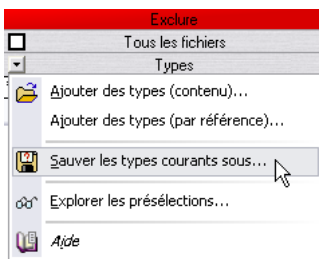 Exclure
Tous les fichiers
Types
Ajouter des types (contenu)...
Ajouter des types (par référence)...
Sauver les types courants sous...
Explorer les présélections...
Aide